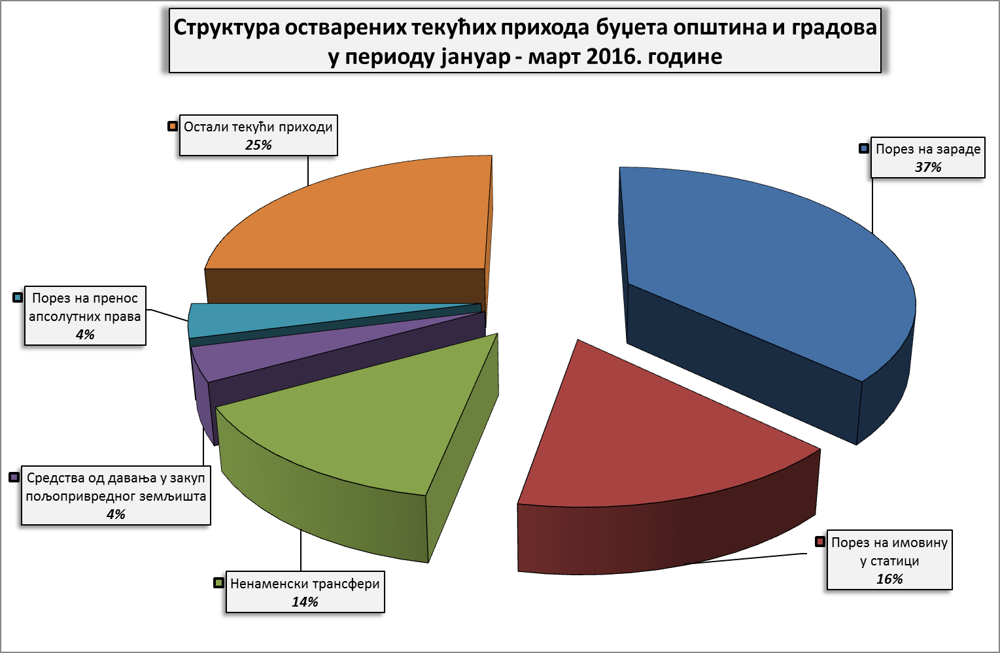 Структура остварених текућих прихода буџета општина и градова
у периоду јануар - март 2016. године
Остали текући приходи
25%
Порез на зараде
37%
Порез на пренос
апсолутних права
4%
Средства од давања у закуп
пољопривредног земљишта
4%
Ненаменски трансфери
14%
Порез на имовину
у статици
16%